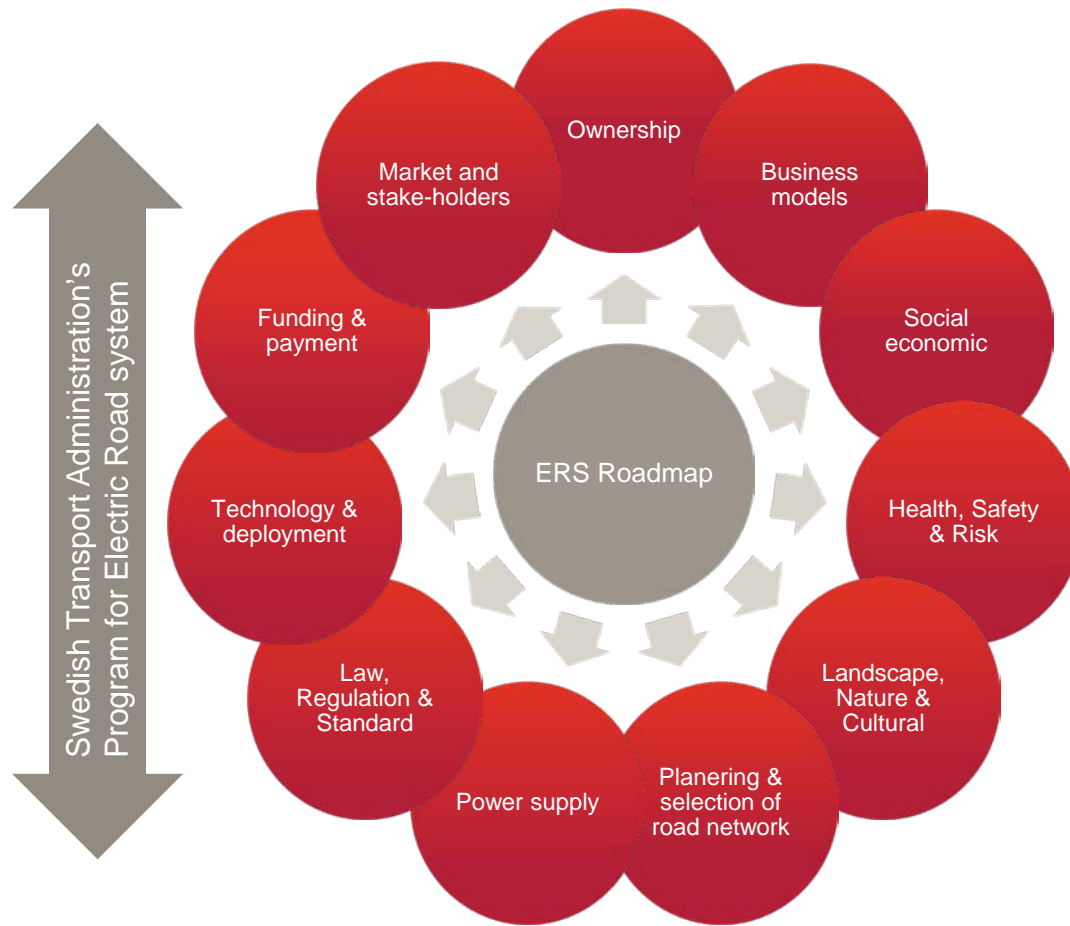 Swedish Transport Administration's
Program for Electric Road system
Ownership
Business
models
Social
economic
Health, Safety
& Risk
Landscape,
Nature &
Cultural
Planering &
selection of
road network
Power supply
Law,
Regulation &
Standard
Technology &
deployment
Funding &
payment
Market and
stake-holders
ERS Roadmap